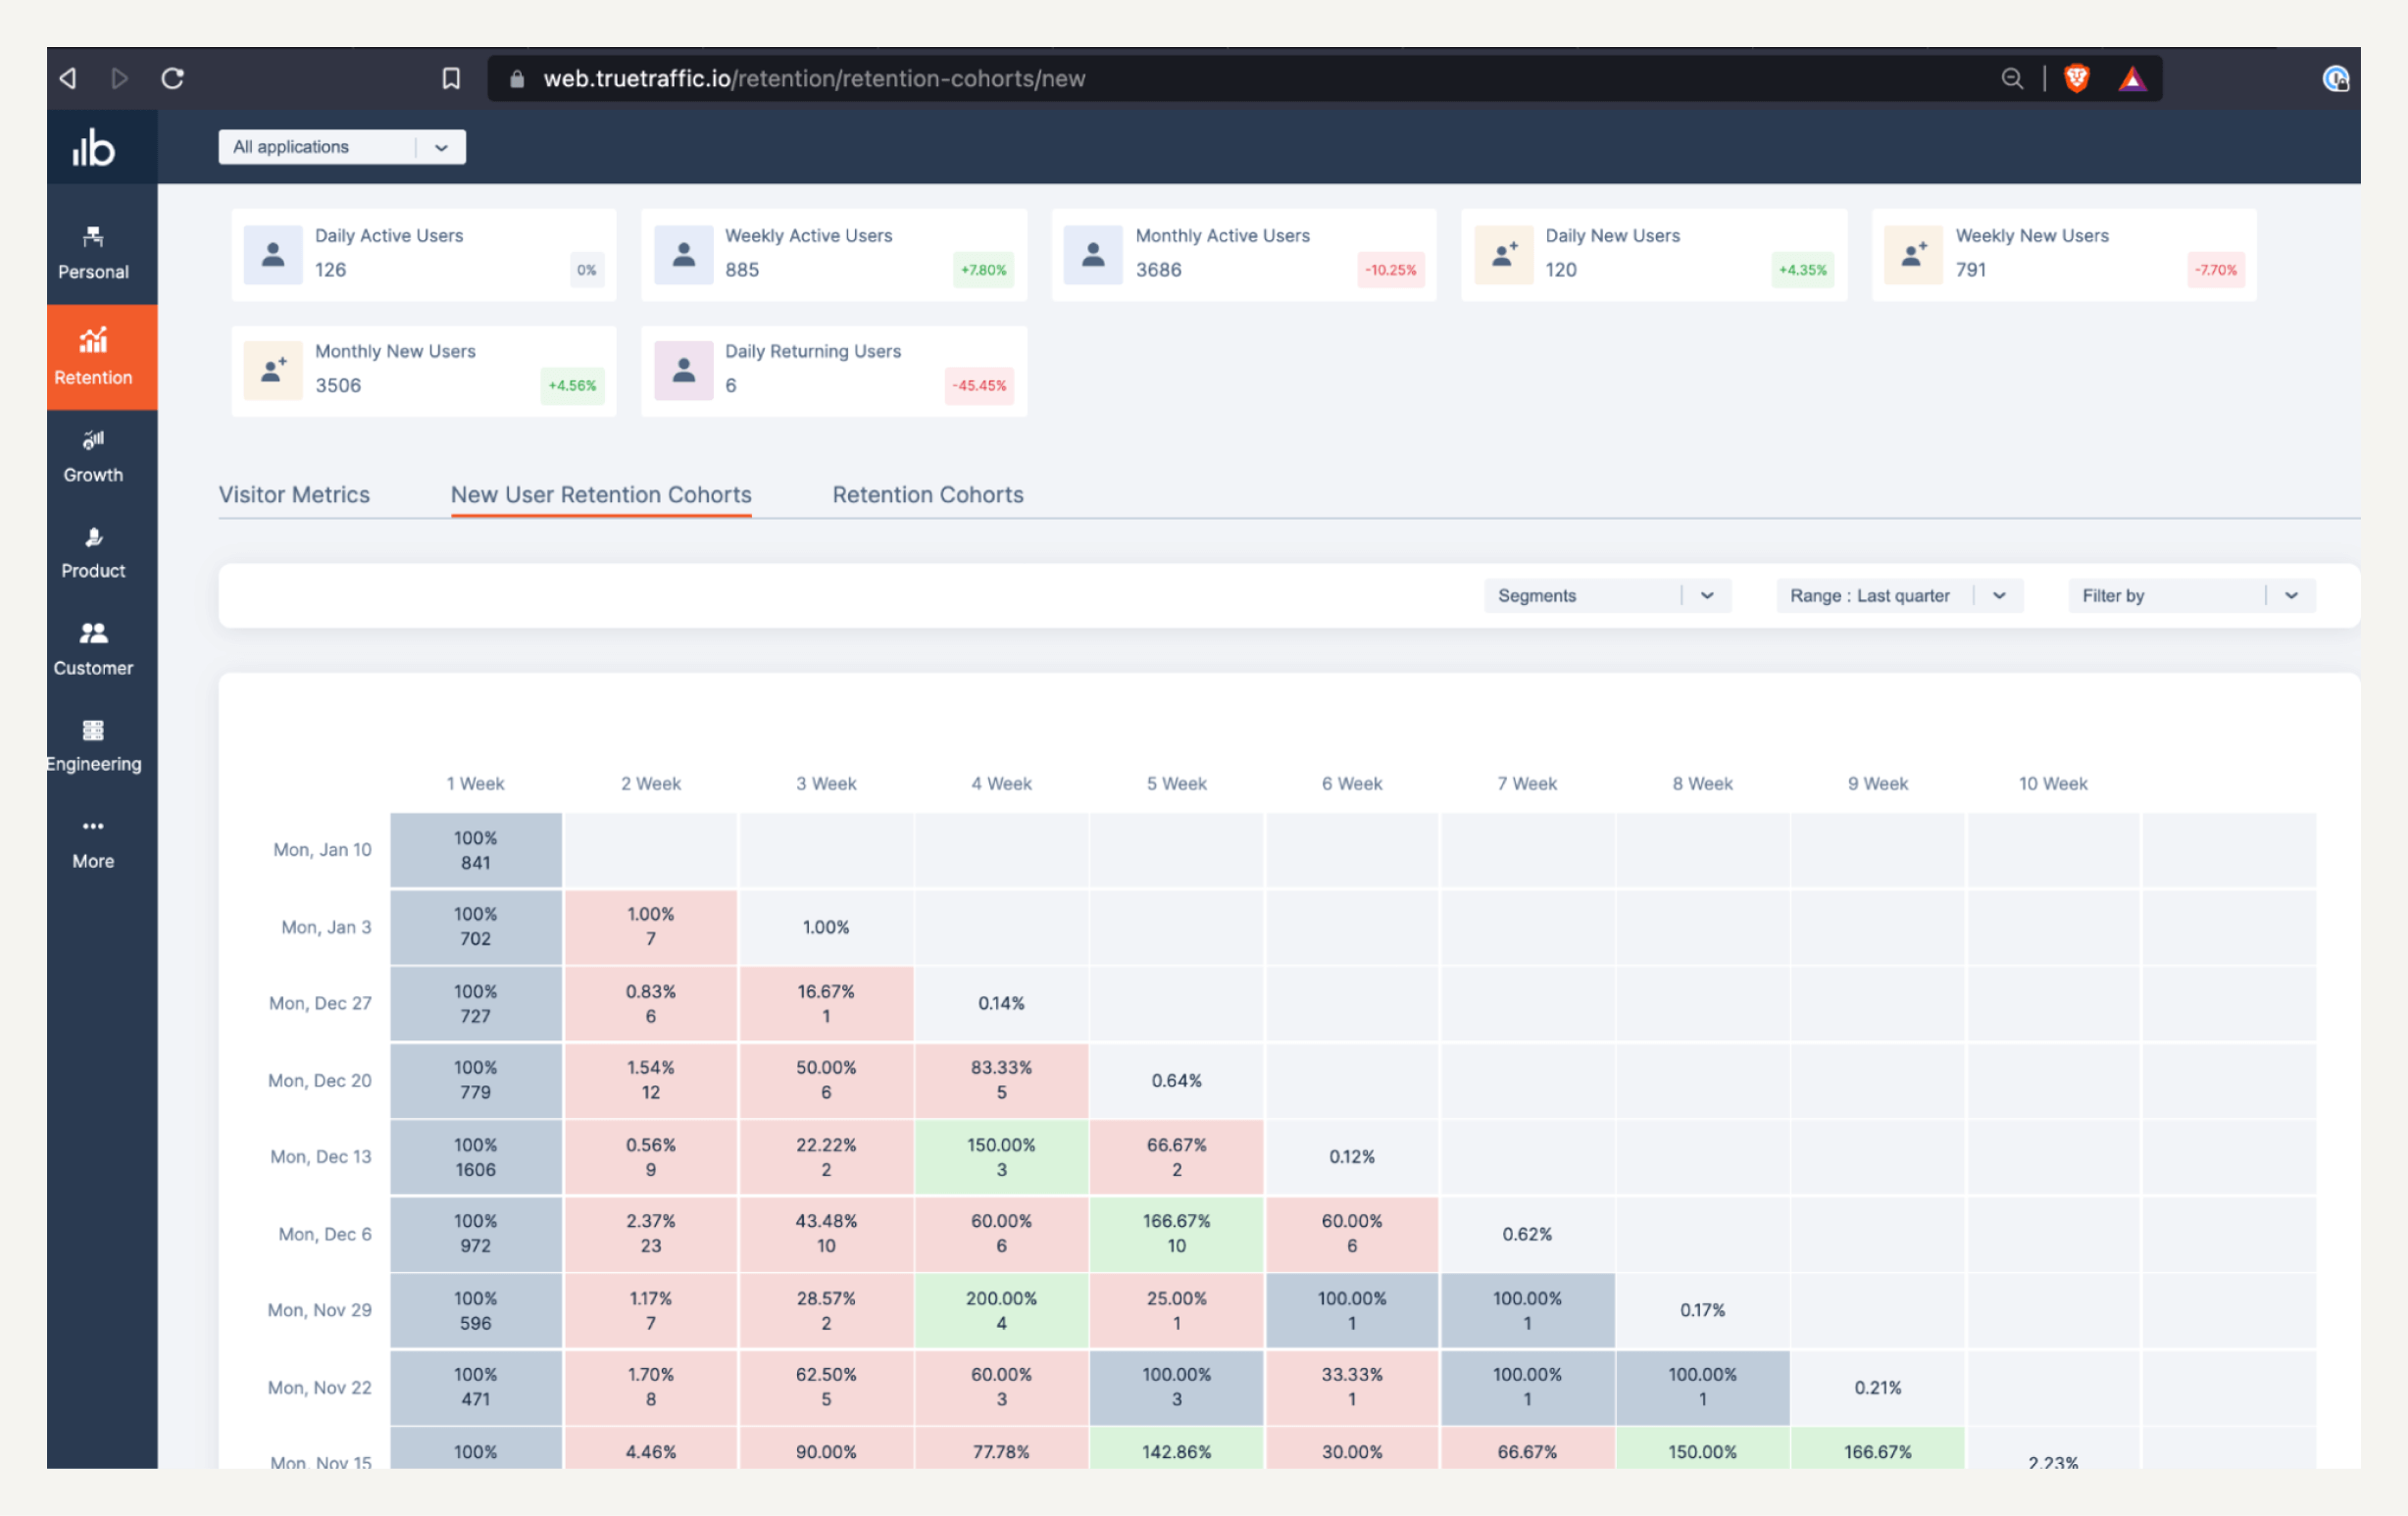 web.truetraffic.io/retention/retention-cohorts/new
ılb
All applications
Personal
Retention
Growth
Product
Customer
Engineering
More
Daily Active Users
126
0%
Weekly Active Users
885
+7.80%
Monthly Active Users
3686
-10.25%
Daily New Users
120
+4.35%
Weekly New Users
791
-7.70%
Monthly New Users
3506
+4.56%
Daily Returning Users
6
-45.45%
Visitor Metrics New User Retention Cohorts Retention Cohorts
Segments Range : Last quarter Filter by
1 Week 2 Week 3 Week 4 Week 5 Week 6 Week 7 Week 8 Week 9 Week 10 Week
Mon, Jan 10
100%
841
Mon, Jan 3
100% 1.00% 1.00%
702 7
Mon, Dec 27
100% 0.83% 16.67% 0.14%
727 6 1
Mon, Dec 20
100% 1.54% 50.00% 83.33% 0.64%
779 12 6 5
Mon, Dec 13
100% 0.56% 22.22% 150.00% 66.67% 0.12%
1606 9 2 3 2
Mon, Dec 6
100% 2.37% 43.48% 60.00% 166.67% 60.00% 0.62%
972 23 10 6 10 6
Mon, Nov 29
100% 1.17% 28.57% 200.00% 25.00% 100.00% 100.00% 0.17%
596 7 2 4 1 1 1
Mon, Nov 22
100% 1.70% 62.50% 60.00% 100.00% 33.33% 100.00% 100.00% 0.21%
471 8 5 3 3 1 1 1
Mon, Nov 15
100% 4.46% 90.00% 77.78% 142.86% 30.00% 66.67% 150.00% 166.67% 2.23%